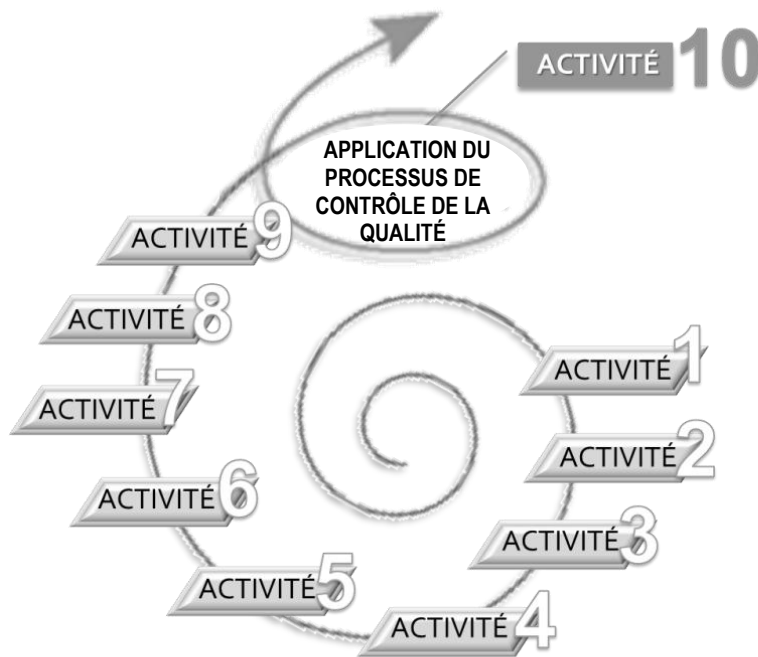 ACTIVITÉ 10
APPLICATION DU
PROCESSUS DE
CONTRÔLE DE LA
QUALITÉ
ACTIVITÉ 9
ACTIVITÉ 8
ACTIVITÉ 7
ACTIVITÉ 6
ACTIVITÉ 5
ACTIVITÉ 4
ACTIVITÉ 3
ACTIVITÉ 2
ACTIVITÉ 1